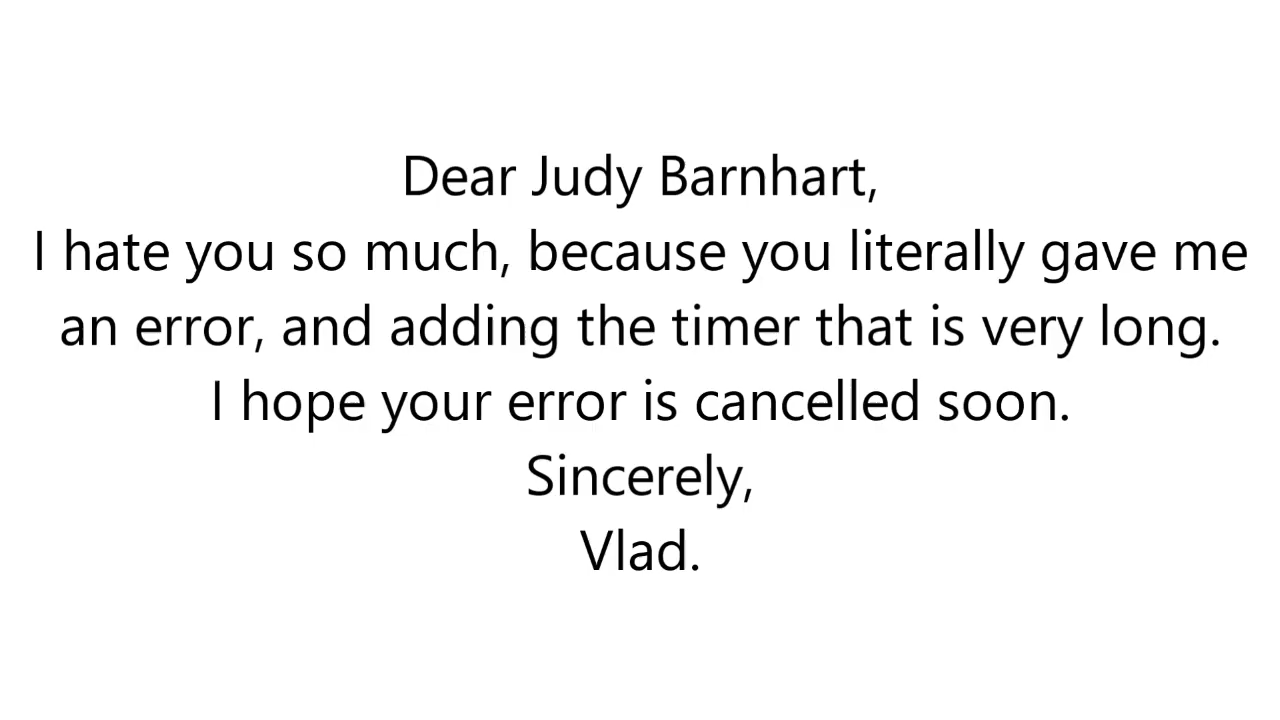 Dear Judy Barnhart,
I hate you so much, because you literally gave me
an error, and adding the timer that is very long.
I hope your error is cancelled soon.
Sincerely,
Vlad.